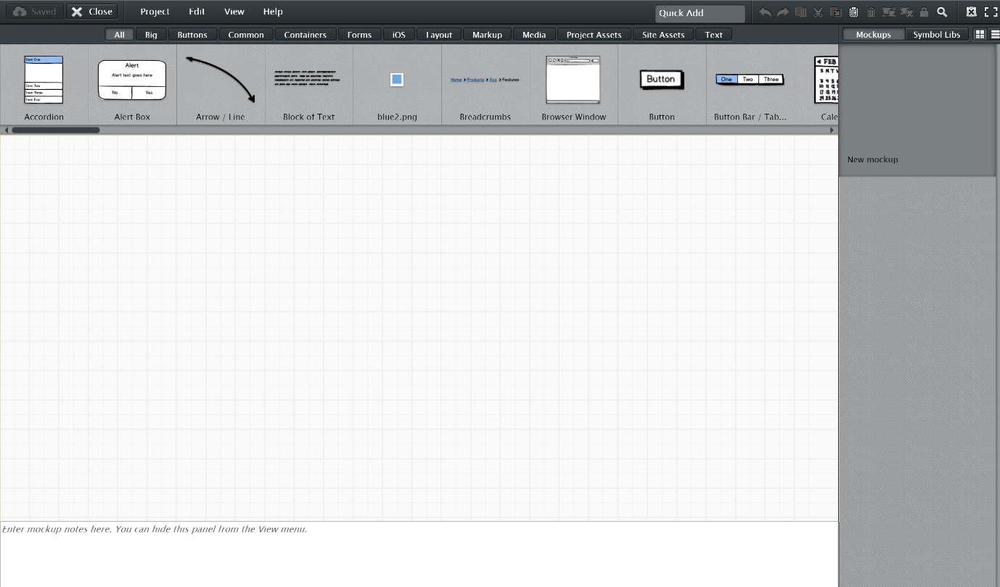 Saved Close Project Edit View Help Quick Add
All Big Buttons Common Containers Forms iOS Layout Markup Media Project Assets Site Assets Text Mockups Symbol Libs
Item One
Item Two
Item Three
Item Four
Accordion
Alert
Alert text goes here
No Yes
Alert Box
Arrow / Line
Block of Text
blue2.png
Home > Products > Xyz > Features
Breadcrumbs
Browser Window
Button
Button
One Two Three
Button Bar / Tab...
FEB
S M T W
Cale
New mockup
Enter mockup notes here. You can hide this panel from the View menu.